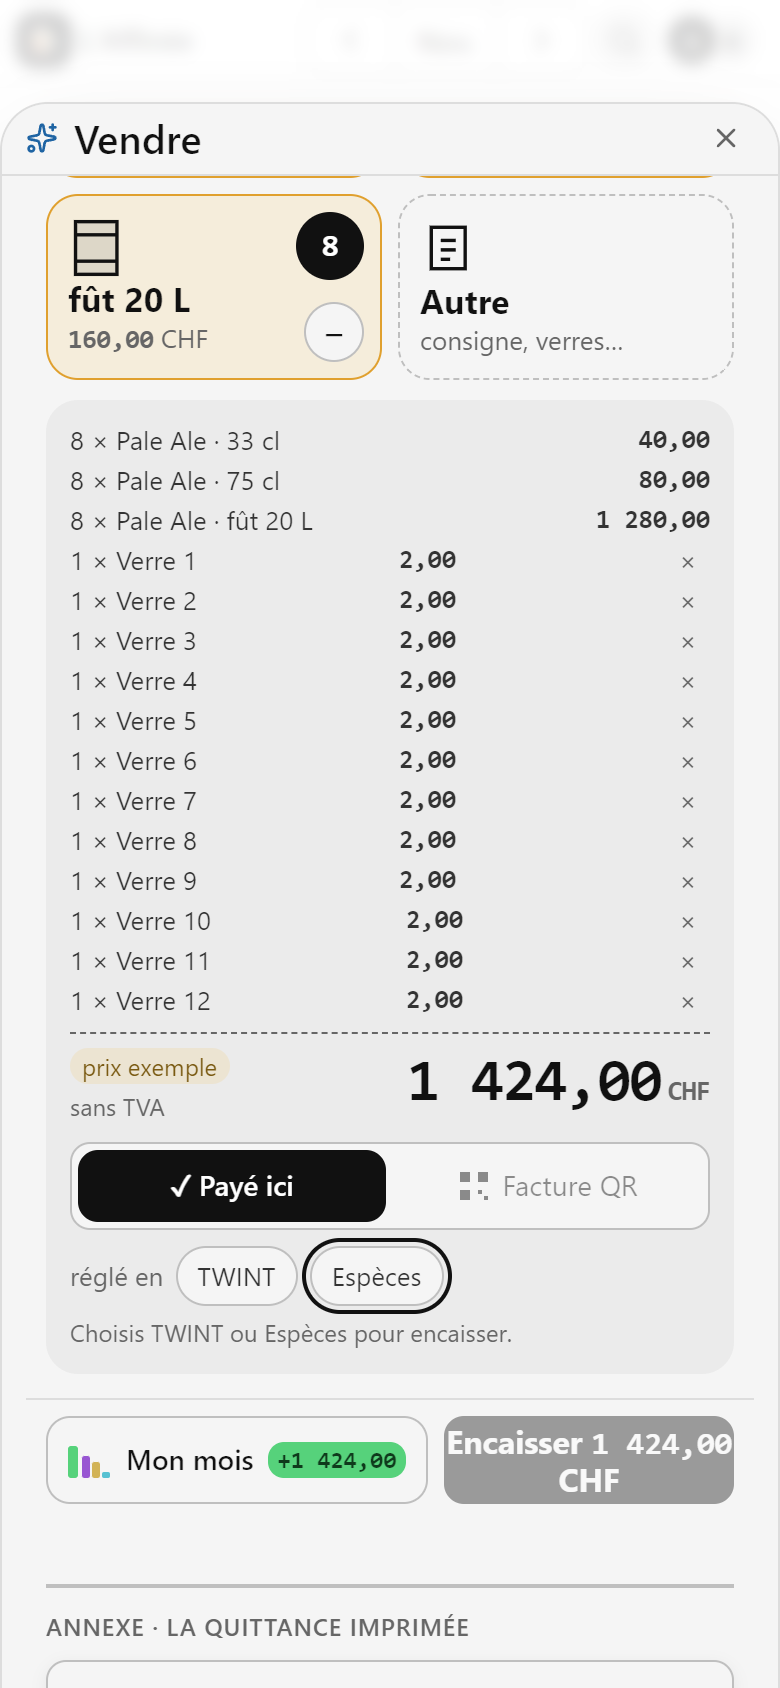 Vendre
8
fût 20 L
160,00 CHF
–
Autre
consigne, verres...
8 × Pale Ale · 33 cl 40,00
8 × Pale Ale · 75 cl 80,00
8 × Pale Ale · fût 20 L 1 280,00
1 × Verre 1 2,00 ×
1 × Verre 2 2,00 ×
1 × Verre 3 2,00 ×
1 × Verre 4 2,00 ×
1 × Verre 5 2,00 ×
1 × Verre 6 2,00 ×
1 × Verre 7 2,00 ×
1 × Verre 8 2,00 ×
1 × Verre 9 2,00 ×
1 × Verre 10 2,00 ×
1 × Verre 11 2,00 ×
1 × Verre 12 2,00 ×
prix exemple
sans TVA
1 424,00 CHF
✓ Payé ici
Facture QR
réglé en TWINT Espèces
Choisis TWINT ou Espèces pour encaisser.
Mon mois +1 424,00
Encaisser 1 424,00
CHF
ANNEXE · LA QUITTANCE IMPRIMÉE